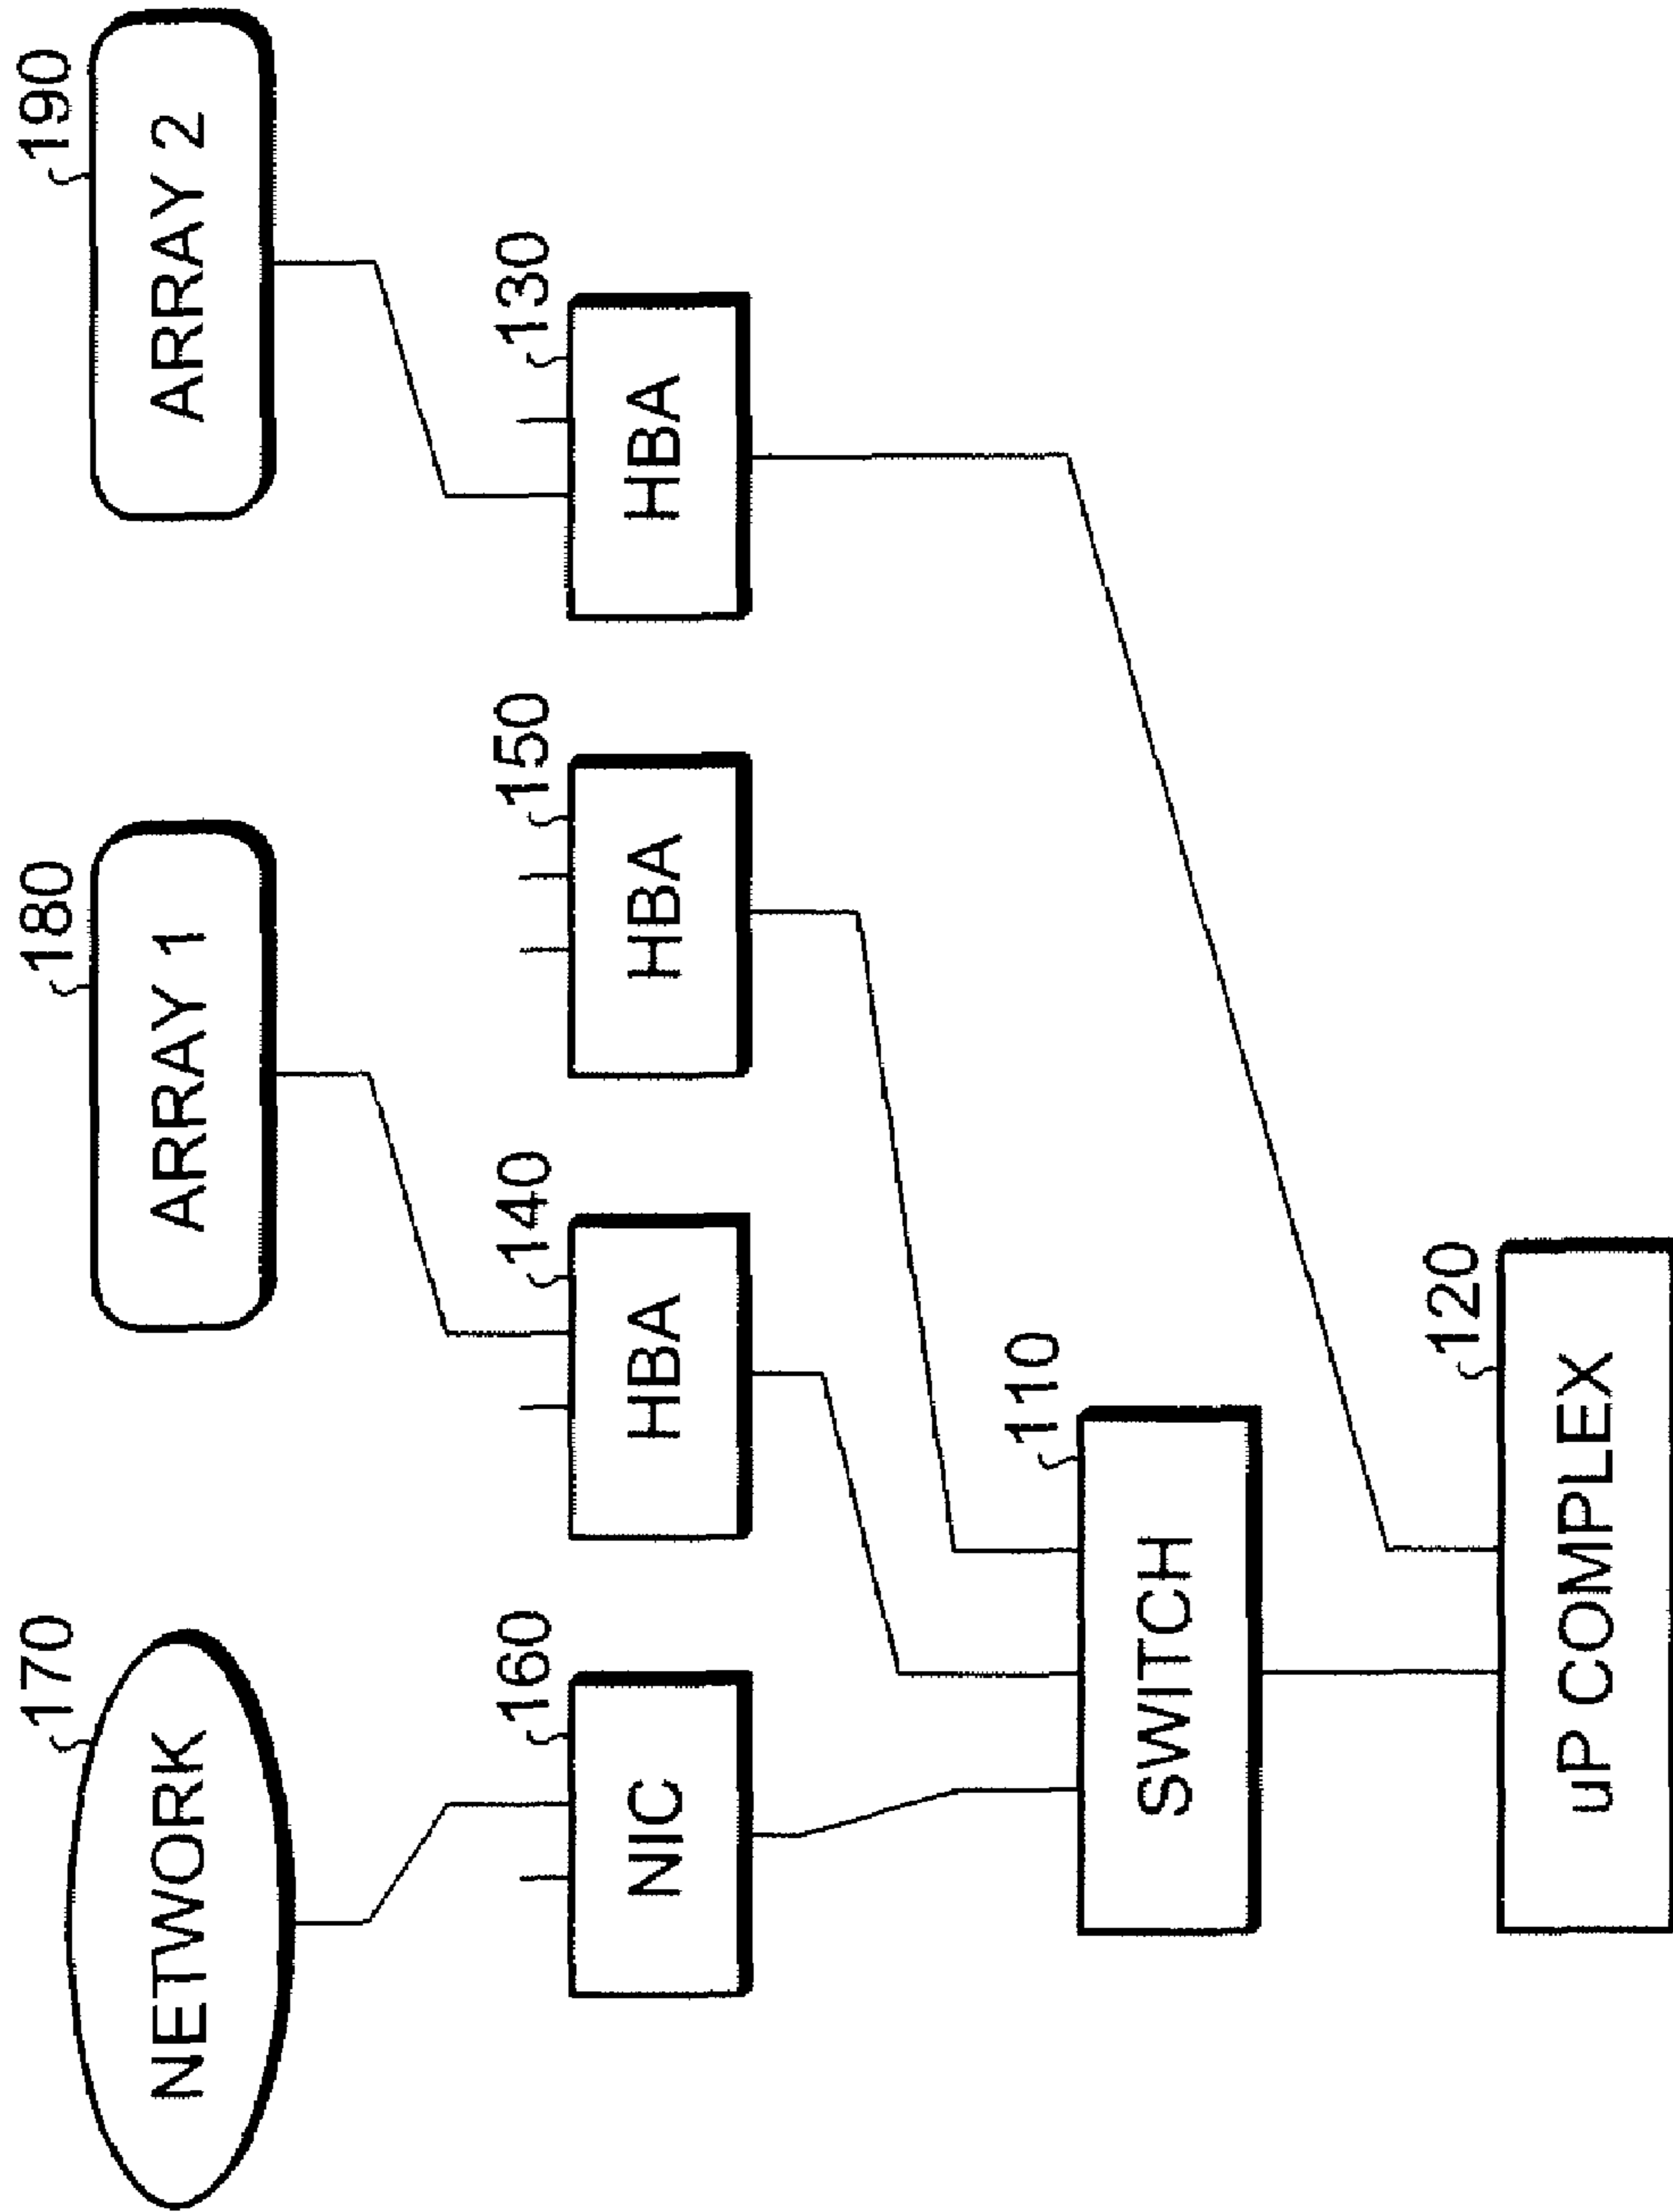 170
NETWORK
180
ARRAY 1
190
ARRAY 2
160
NIC
140
HBA
150
HBA
130
HBA
110
SWITCH
120
uP COMPLEX